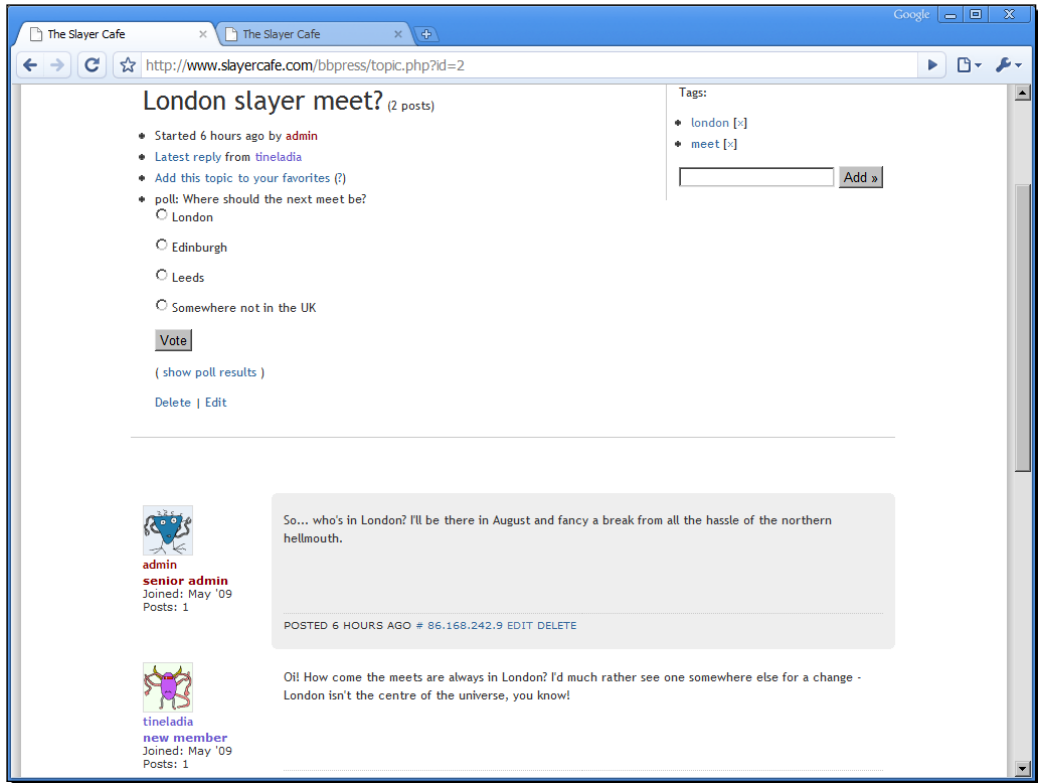 Google
The Slayer Cafe
The Slayer Cafe
http://www.slayercafe.com/bbpress/topic.php?id=2
London slayer meet? (2 posts)
Started 6 hours ago by admin
Latest reply from tineladia
Add this topic to your favorites (?)
poll: Where should the next meet be?
London
Edinburgh
Leeds
Somewhere not in the UK
Vote
( show poll results )
Delete | Edit
Tags:
london [x]
meet [x]
Add »
admin
senior admin
Joined: May '09
Posts: 1
So... who's in London? I'll be there in August and fancy a break from all the hassle of the northern
hellmouth.
POSTED 6 HOURS AGO # 86.168.242.9 EDIT DELETE
tineladia
new member
Joined: May '09
Posts: 1
Oi! How come the meets are always in London? I'd much rather see one somewhere else for a change -
London isn't the centre of the universe, you know!